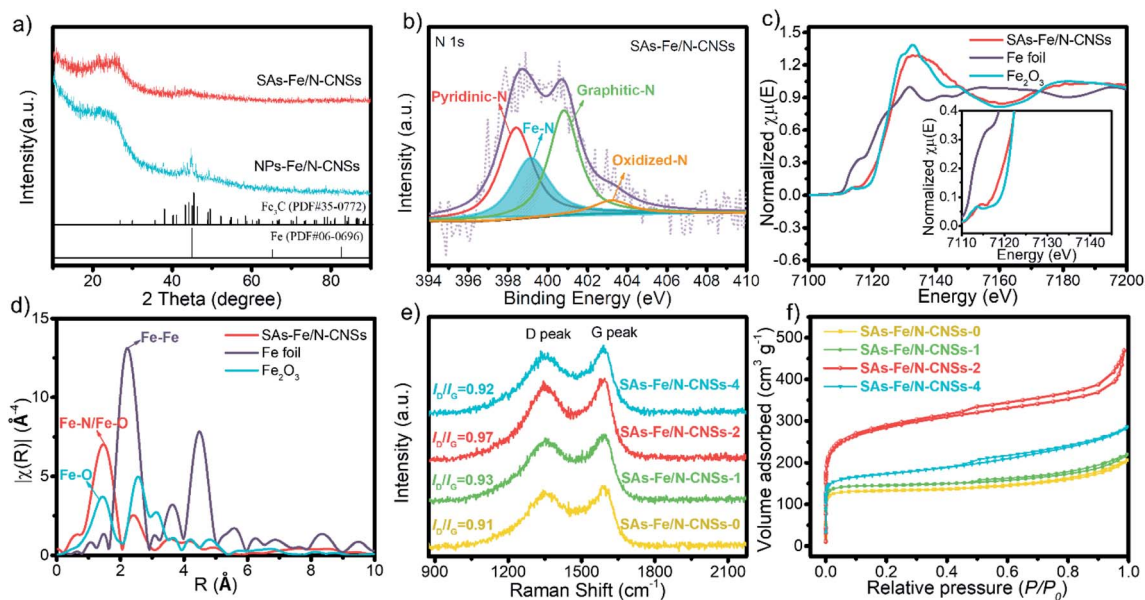 a)
Intensity(a.u.)
SAs-Fe/N-CNSs
NPs-Fe/N-CNSs
Fe3C (PDF#35-0772)
Fe (PDF#06-0696)
20 40 60 80
2 Theta (degree)
b)
Intensity (a.u.)
N 1s
SAs-Fe/N-CNSs
Pyridinic-N
Graphitic-N
Fe-N
Oxidized-N
394 396 398 400 402 404 406 408 410
Binding Energy (eV)
c)
Normalized χμ(E)
1.5
1.2
0.9
0.6
0.3
0.0
-0.3
-0.6
SAs-Fe/N-CNSs
Fe foil
Fe2O3
Normalized χμ(E)
0.4
0.3
0.2
0.1
0.0
7110 7120 7130 7140
Energy (eV)
7100 7120 7140 7160 7180 7200
Energy (eV)
d)
|χ(R)| (Å-4)
15
10
5
0
Fe-Fe
SAs-Fe/N-CNSs
Fe foil
Fe2O3
Fe-N/Fe-O
Fe-O
0 2 4 6 8 10
R (Å)
e)
Intensity (a.u.)
D peak
G peak
ID/IG=0.92
SAs-Fe/N-CNSs-4
ID/IG=0.97
SAs-Fe/N-CNSs-2
ID/IG=0.93
SAs-Fe/N-CNSs-1
ID/IG=0.91
SAs-Fe/N-CNSs-0
900 1200 1500 1800 2100
Raman Shift (cm-1)
f)
Volume adsorbed (cm3 g-1)
500
400
300
200
100
0
SAs-Fe/N-CNSs-0
SAs-Fe/N-CNSs-1
SAs-Fe/N-CNSs-2
SAs-Fe/N-CNSs-4
0.0 0.2 0.4 0.6 0.8 1.0
Relative pressure (P/P0)